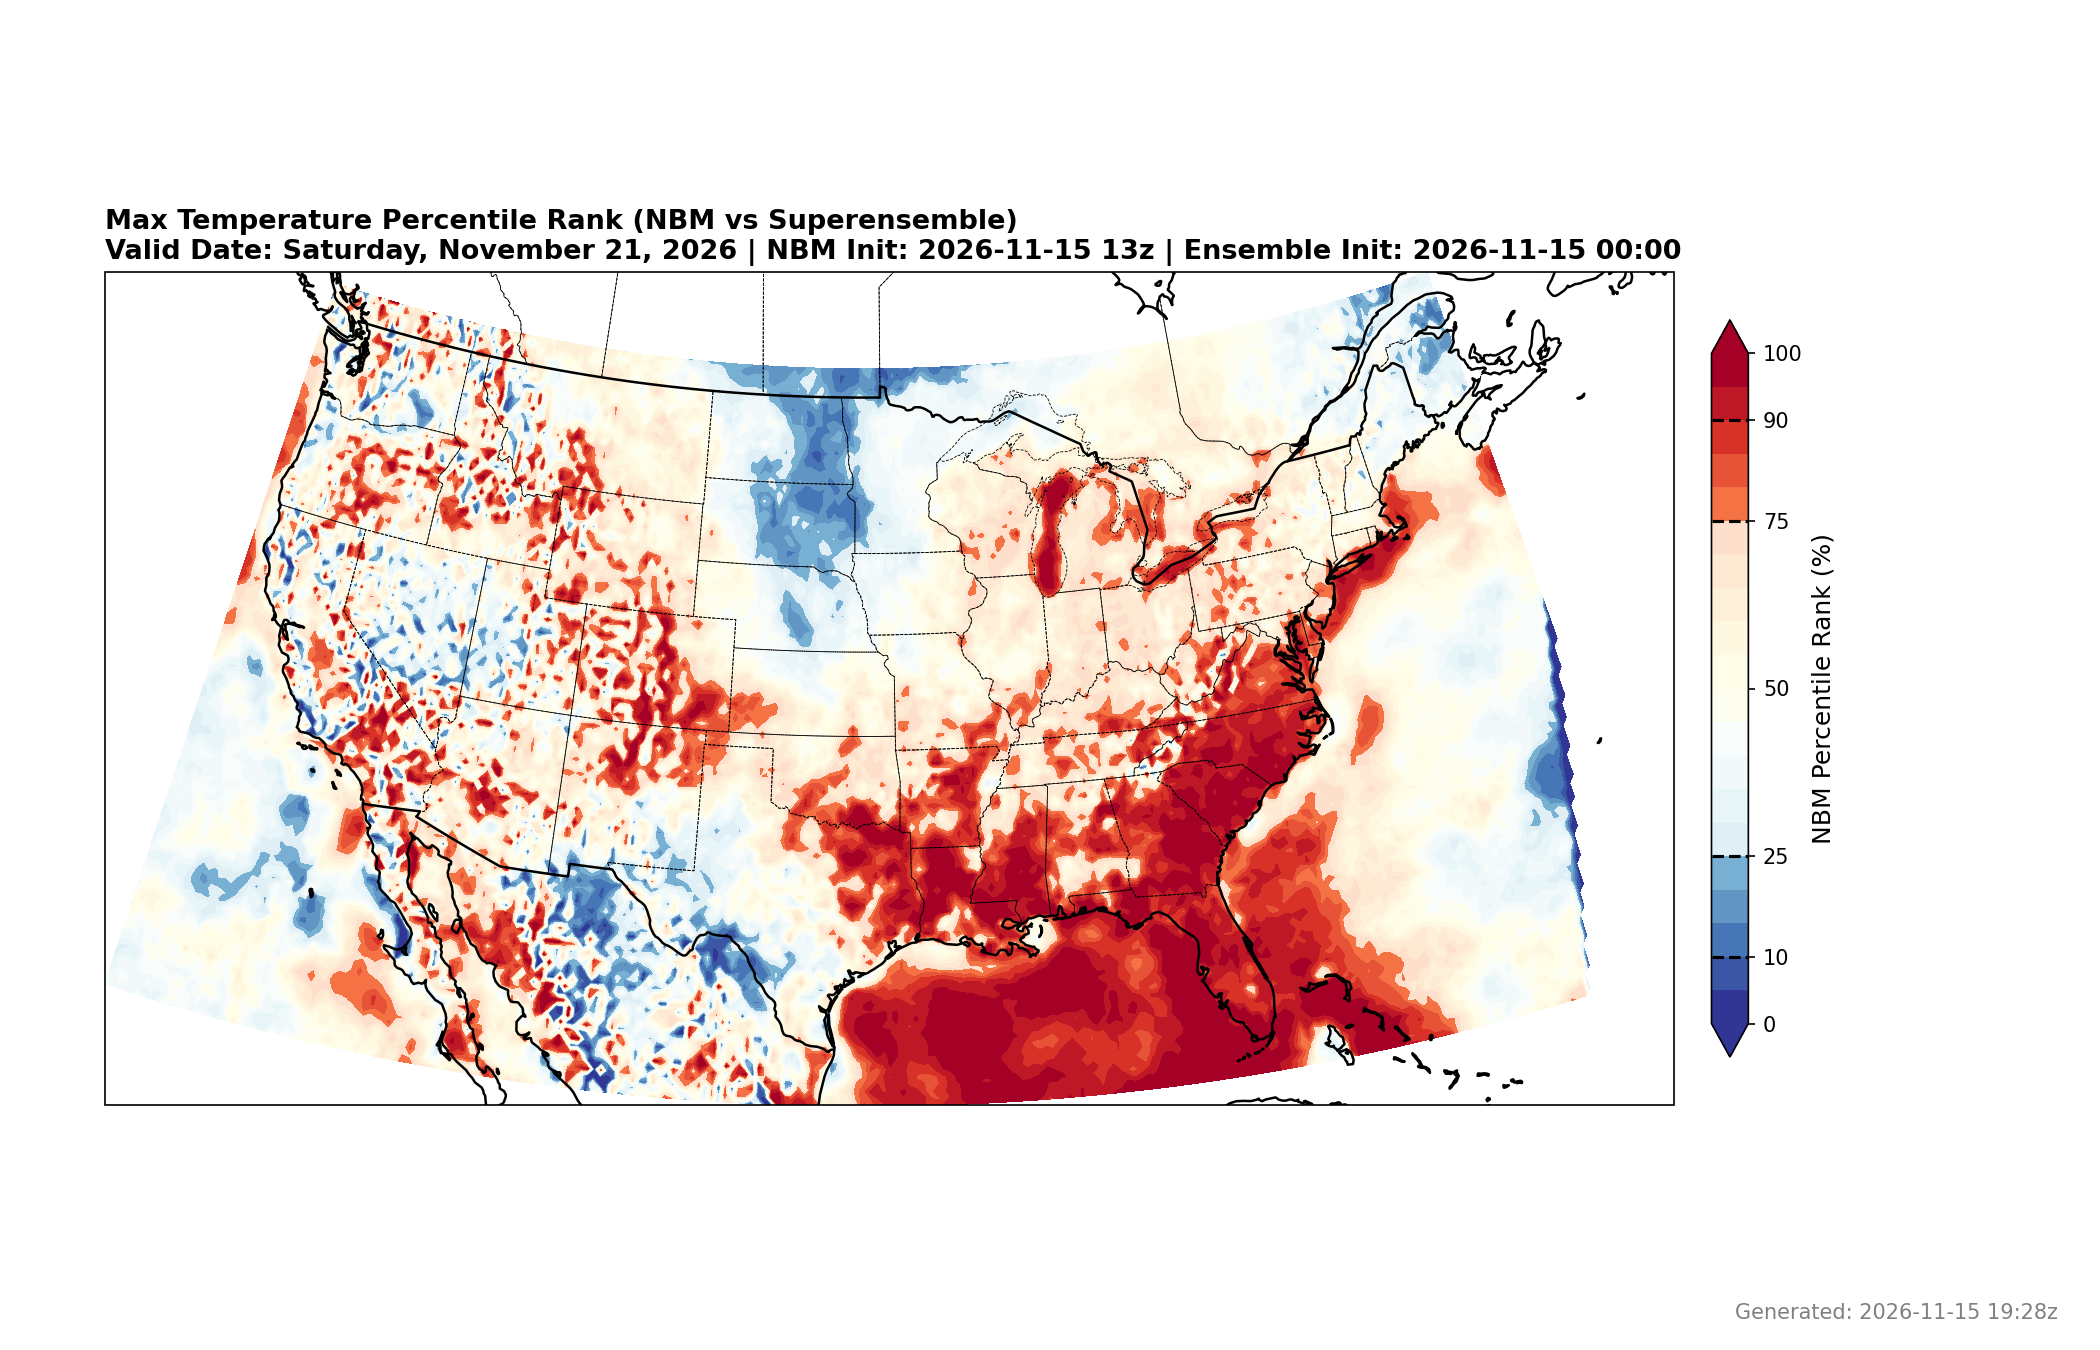 Max Temperature Percentile Rank (NBM vs Superensemble)
Valid Date: Saturday, November 21, 2026 | NBM Init: 2026-11-15 13z | Ensemble Init: 2026-11-15 00:00
100
90
75
50
25
10
0
NBM Percentile Rank (%)
Generated: 2026-11-15 19:28z